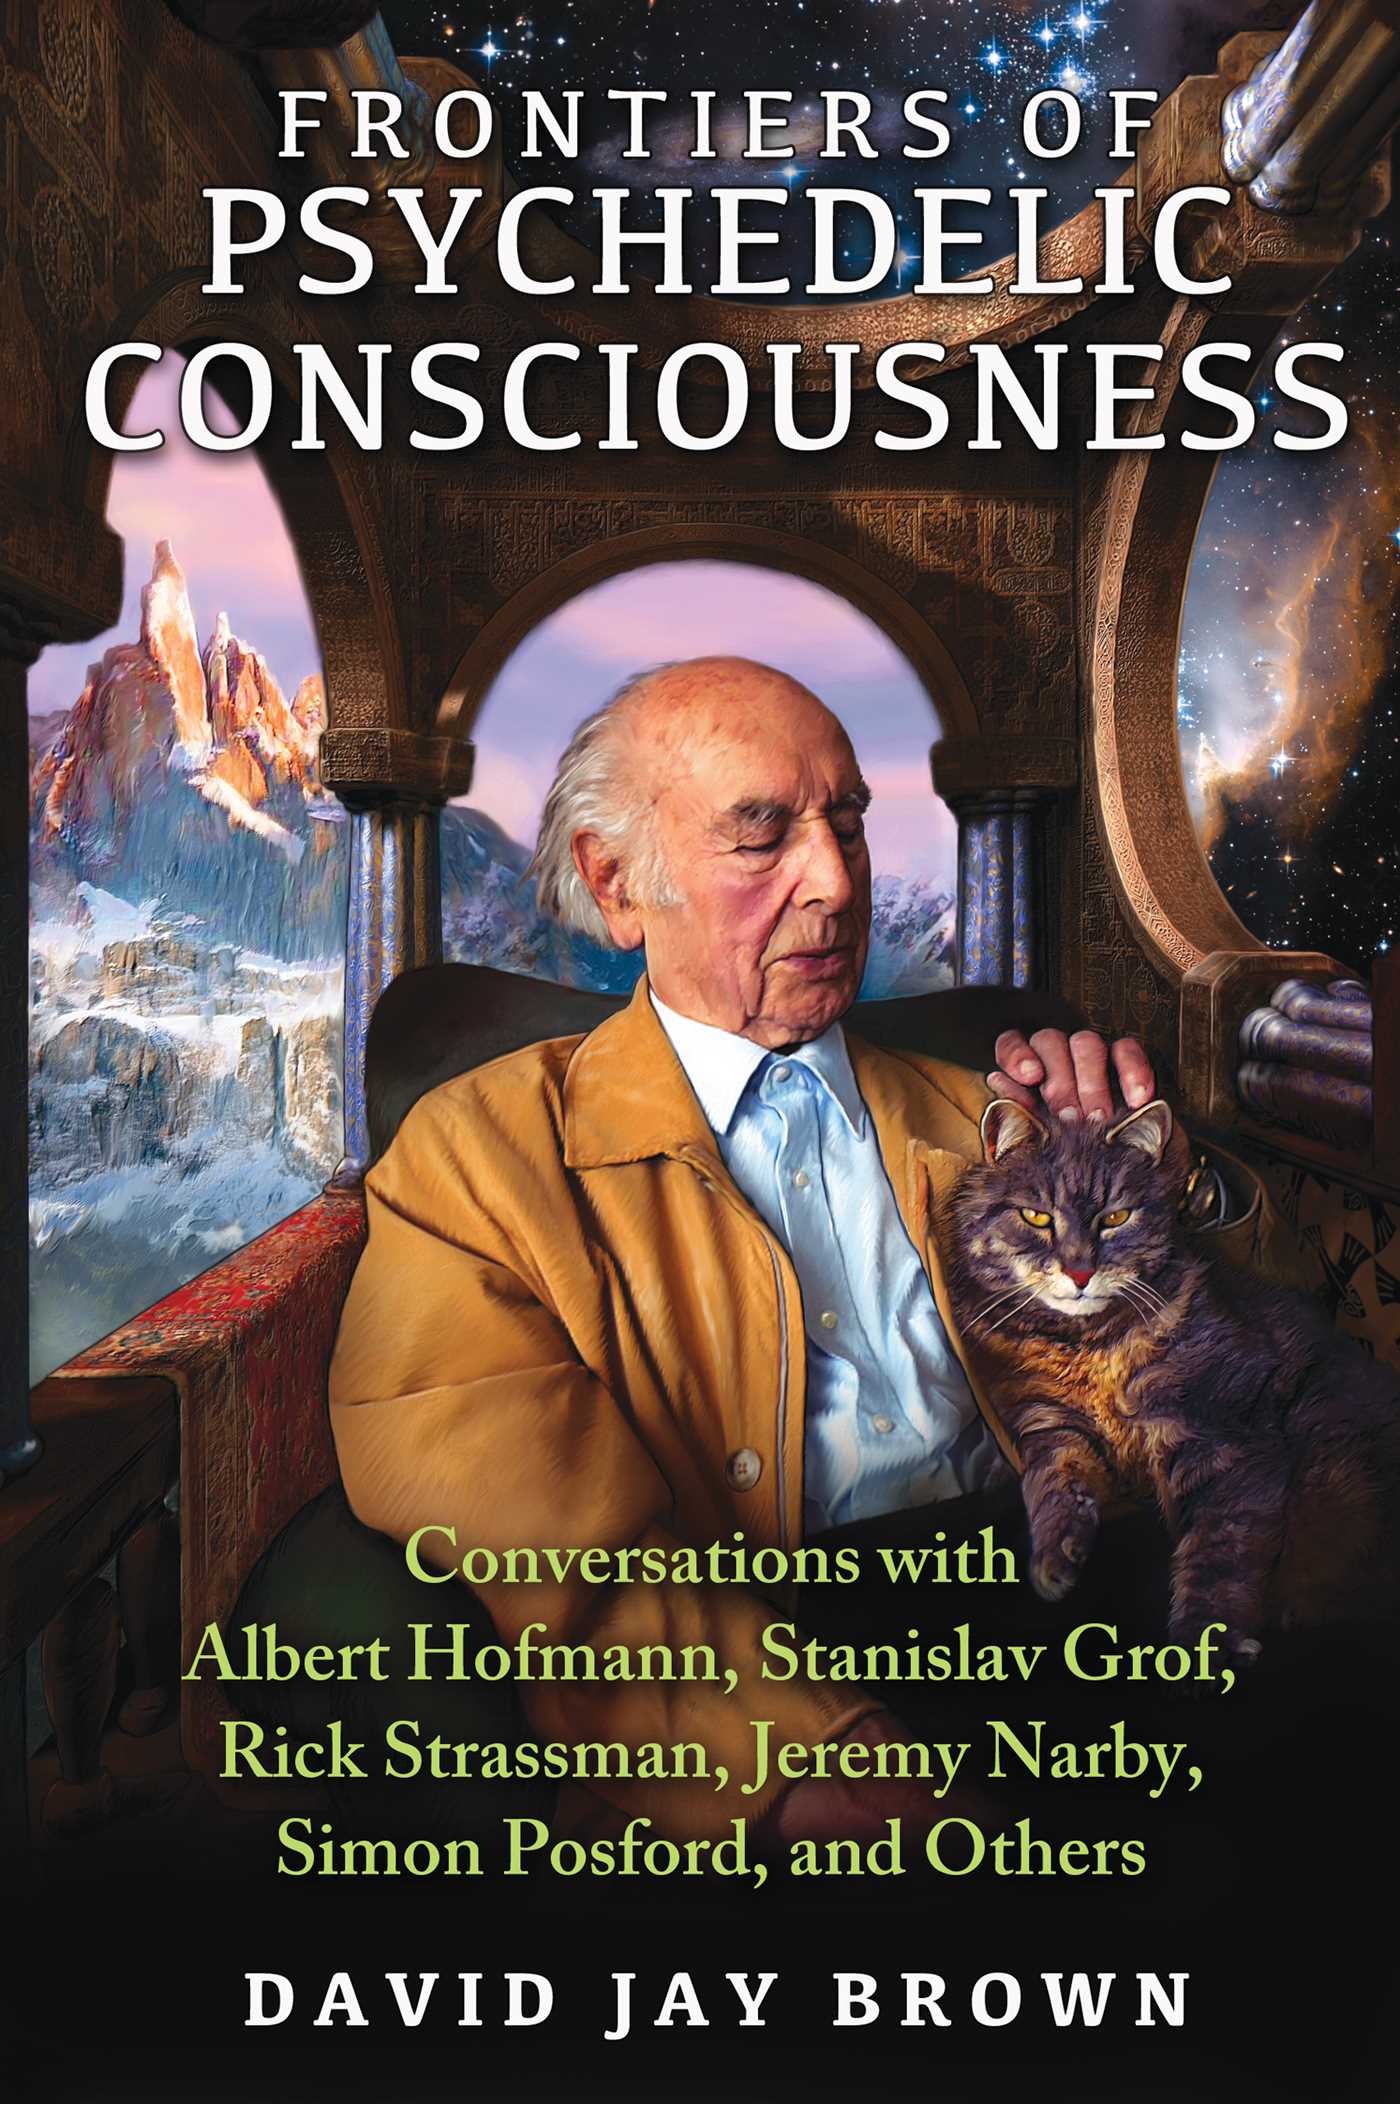 FRONTIERS OF
PSYCHEDELIC
CONSCIOUSNESS
Conversations with
Albert Hofmann, Stanislav Grof,
Rick Strassman, Jeremy Narby,
Simon Posford, and Others
DAVID JAY BROWN